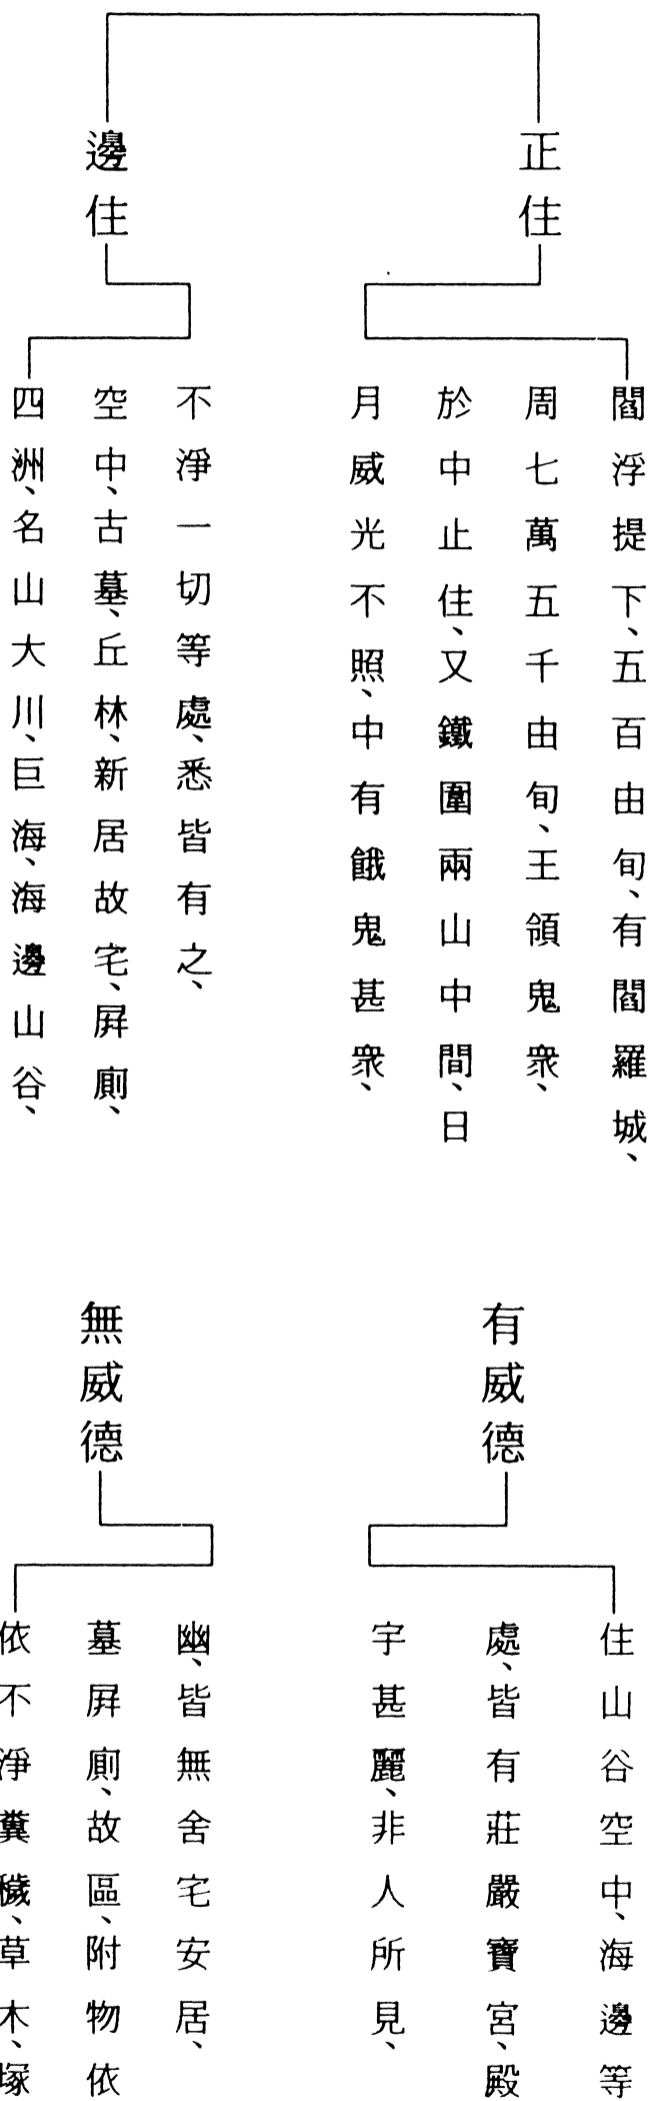 正住
閻浮提下、五百由旬、有閻羅城、
周七萬五千由旬、王領鬼衆、
於中止住、又鐵圍兩山中間、日
月威光不照、中有餓鬼甚衆、
邊住
不淨一切等處、悉皆有之、
空中、古墓、丘林、新居故宅、屛廁、
四洲、名山大川、巨海、海邊山谷、
有威德
住山谷空中、海邊等
處、皆有莊嚴寶宮、殿
宇甚麗、非人所見、
無威德
幽、皆無舍宅安居、
墓屛廁、故區、附物依
依不淨糞穢、草木、塚